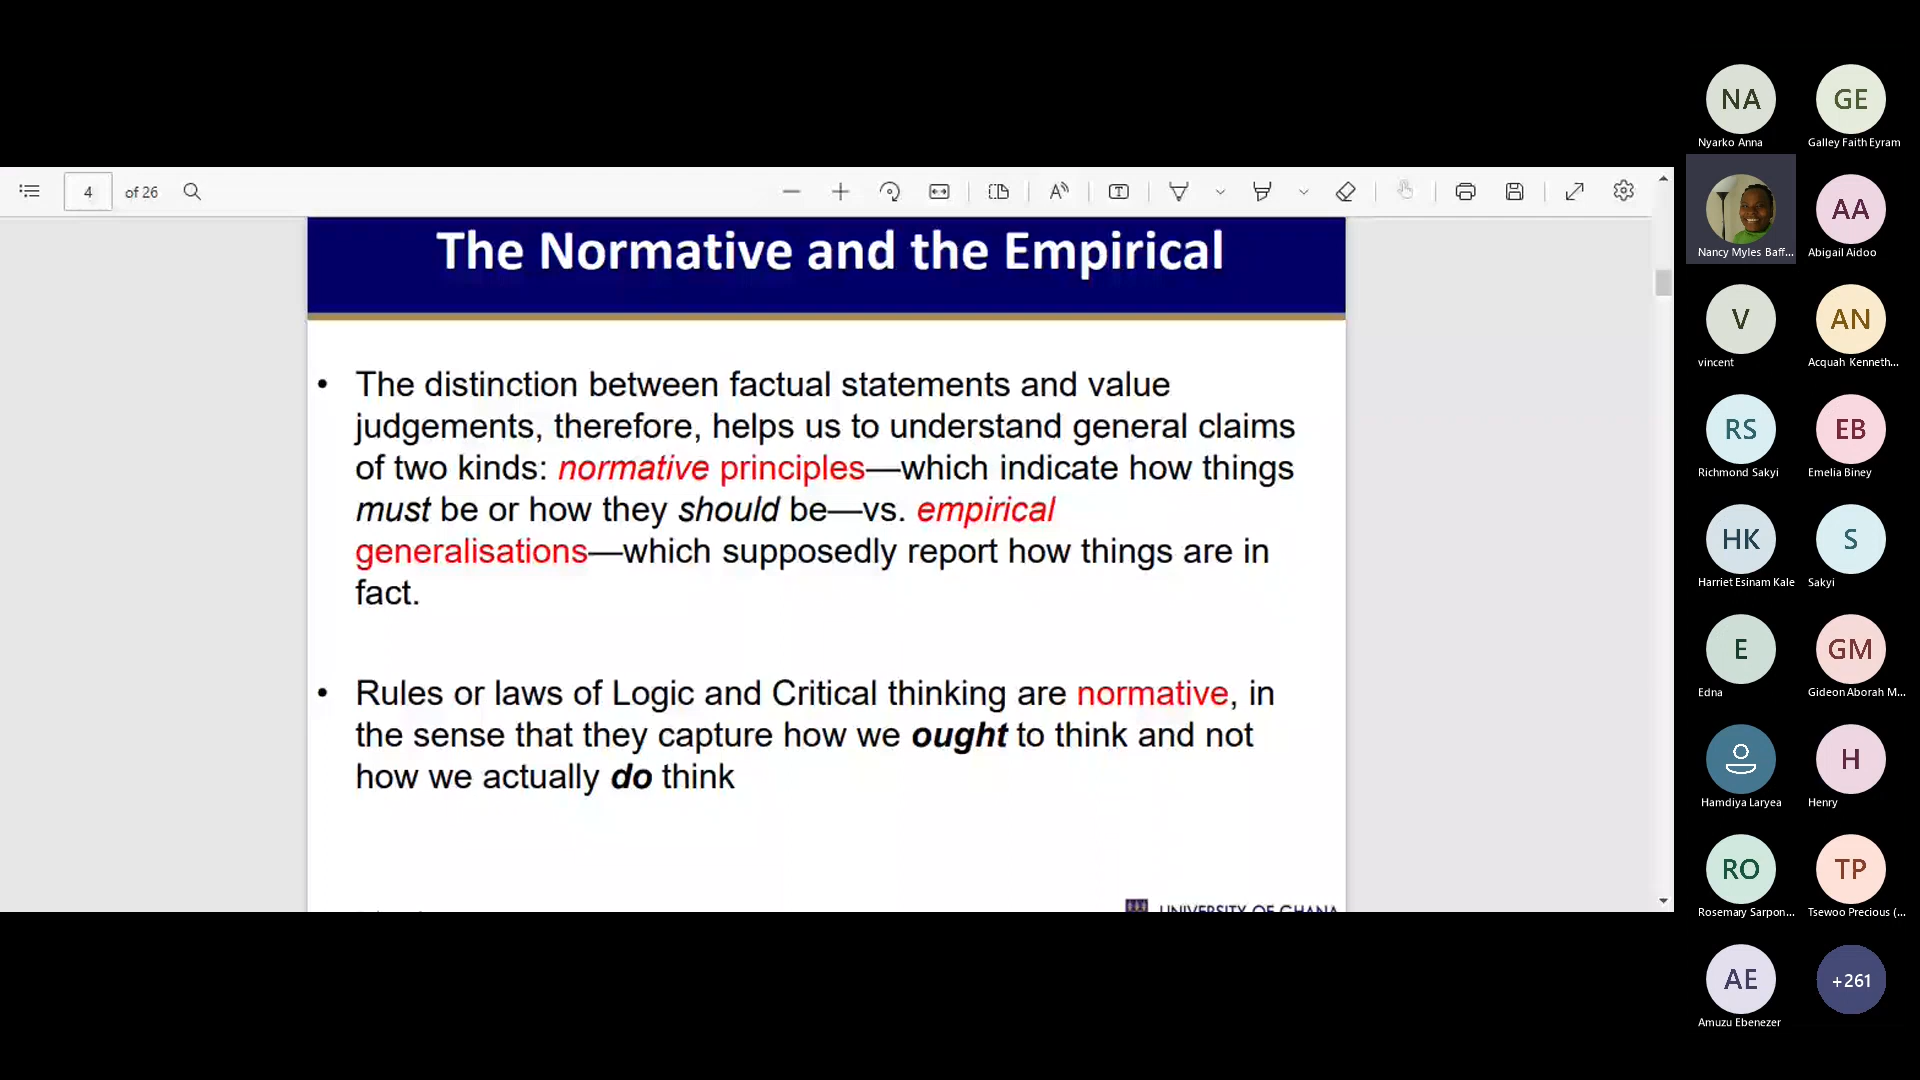 4 of 26
The Normative and the Empirical
• The distinction between factual statements and value
judgements, therefore, helps us to understand general claims
of two kinds: normative principles—which indicate how things
must be or how they should be—vs. empirical
generalisations—which supposedly report how things are in
fact.
• Rules or laws of Logic and Critical thinking are normative, in
the sense that they capture how we ought to think and not
how we actually do think
UNIVERSITY OF GHANA
NA
Nyarko Anna
GE
Galley Faith Eyram
Nancy Myles Baff...
AA
Abigail Aidoo
V
vincent
AN
Acquah Kenneth...
RS
Richmond Sakyi
EB
Emelia Biney
HK
Harriet Esinam Kale
S
Sakyi
E
Edna
GM
Gideon Aborah M...
Hamdiya Laryea
H
Henry
RO
Rosemary Sarpon...
TP
Tsewoo Precious (...
AE
Amuzu Ebenezer
+261